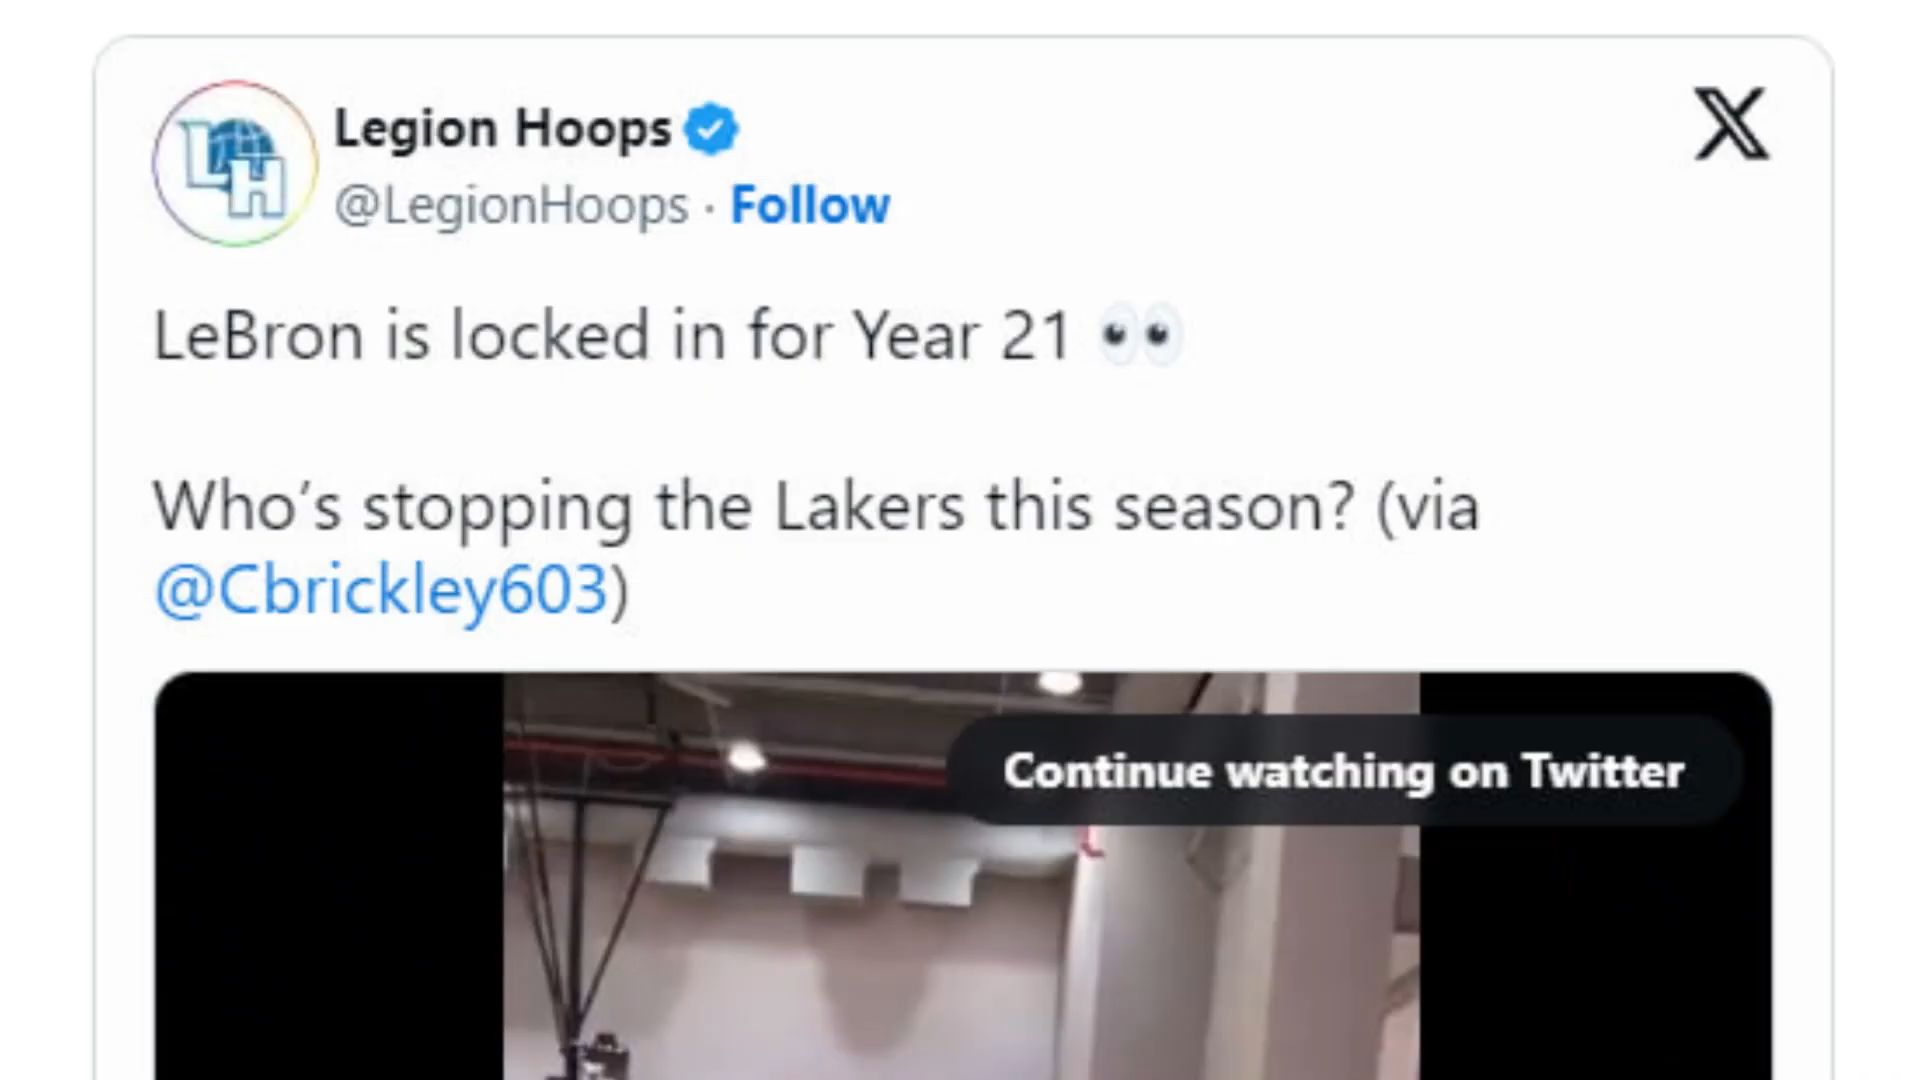 LH
Legion Hoops
@LegionHoops · Follow
LeBron is locked in for Year 21 👀
Who’s stopping the Lakers this season? (via
@Cbrickley603)
Continue watching on Twitter